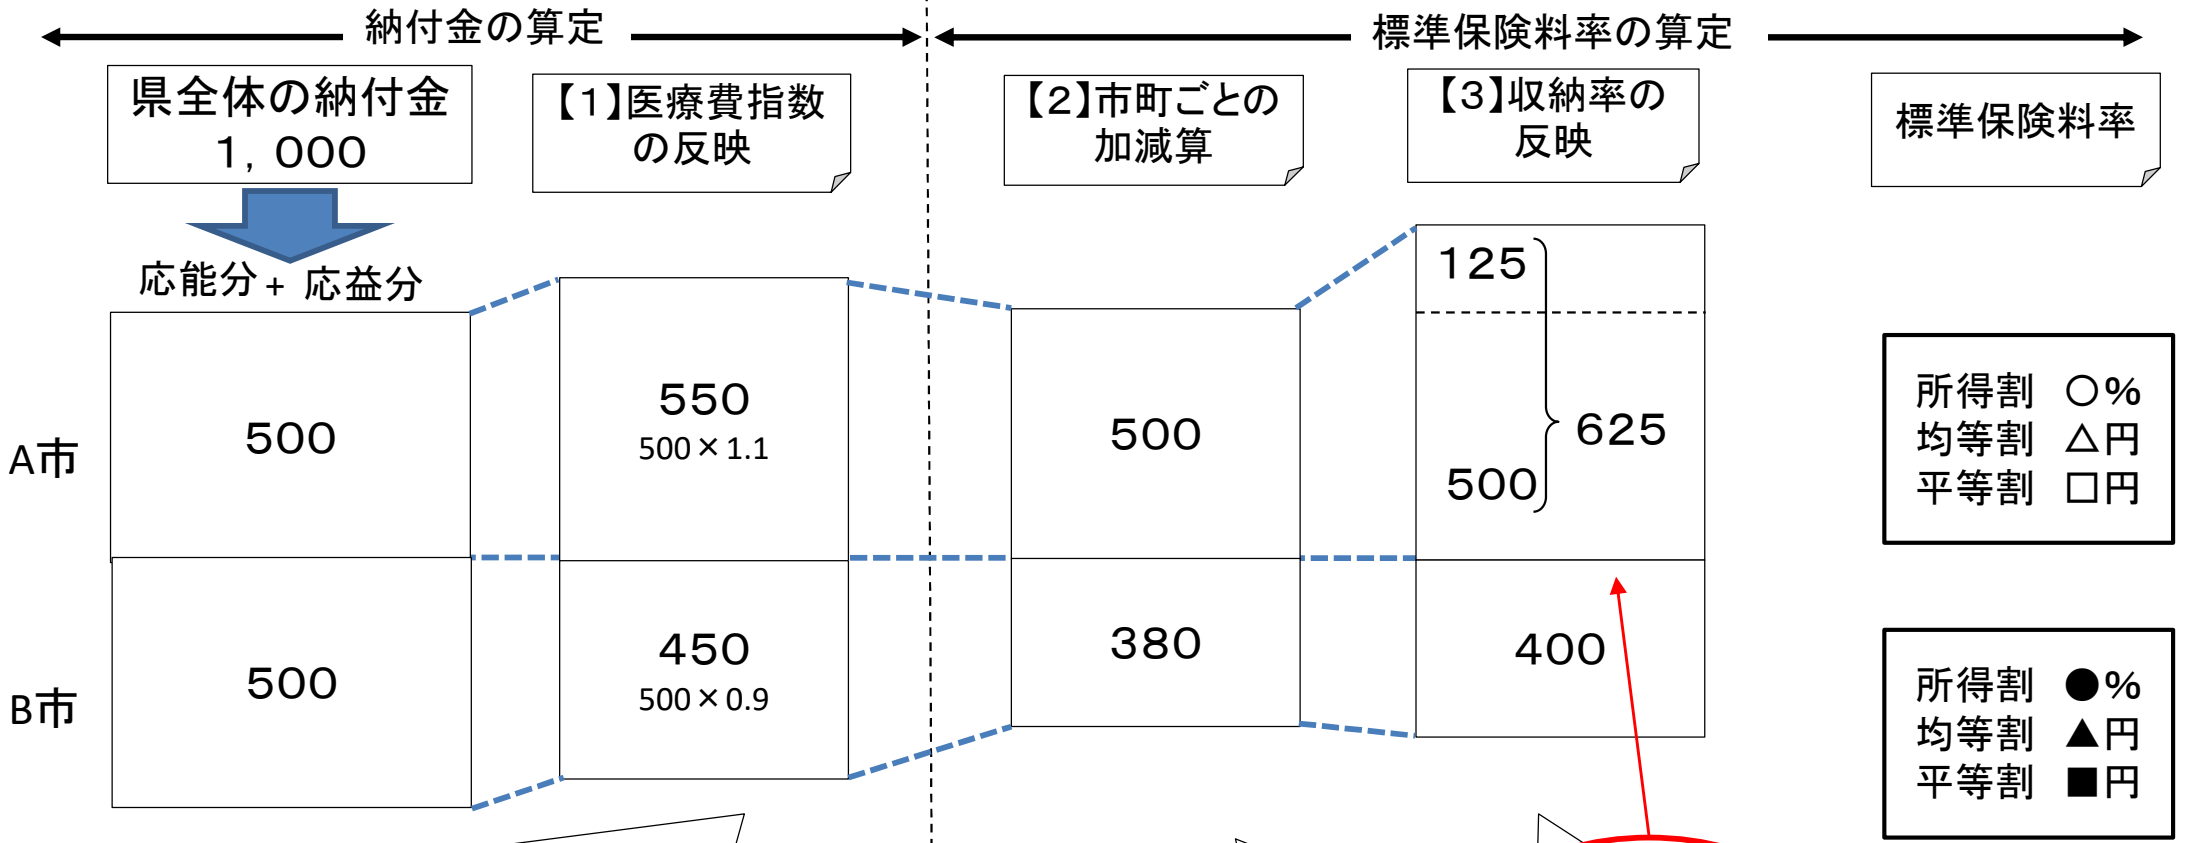 納付金の算定
標準保険料率の算定
県全体の納付金
１，０００
【１】医療費指数
の反映
【２】市町ごとの
加減算
【３】収納率の
反映
標準保険料率
応能分 + 応益分
A市
500
550
500×1.1
500
125
500
625
所得割 ○%
均等割 △円
平等割 □円
B市
500
450
500×0.9
380
400
所得割 ●%
均等割 ▲円
平等割 ■円